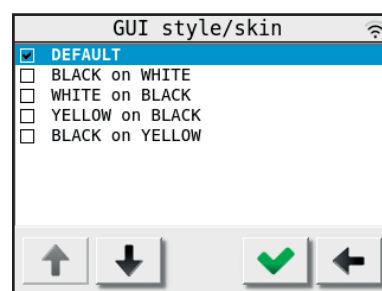 GUI style/skin
DEFAULT
BLACK on WHITE
WHITE on BLACK
YELLOW on BLACK
BLACK on YELLOW